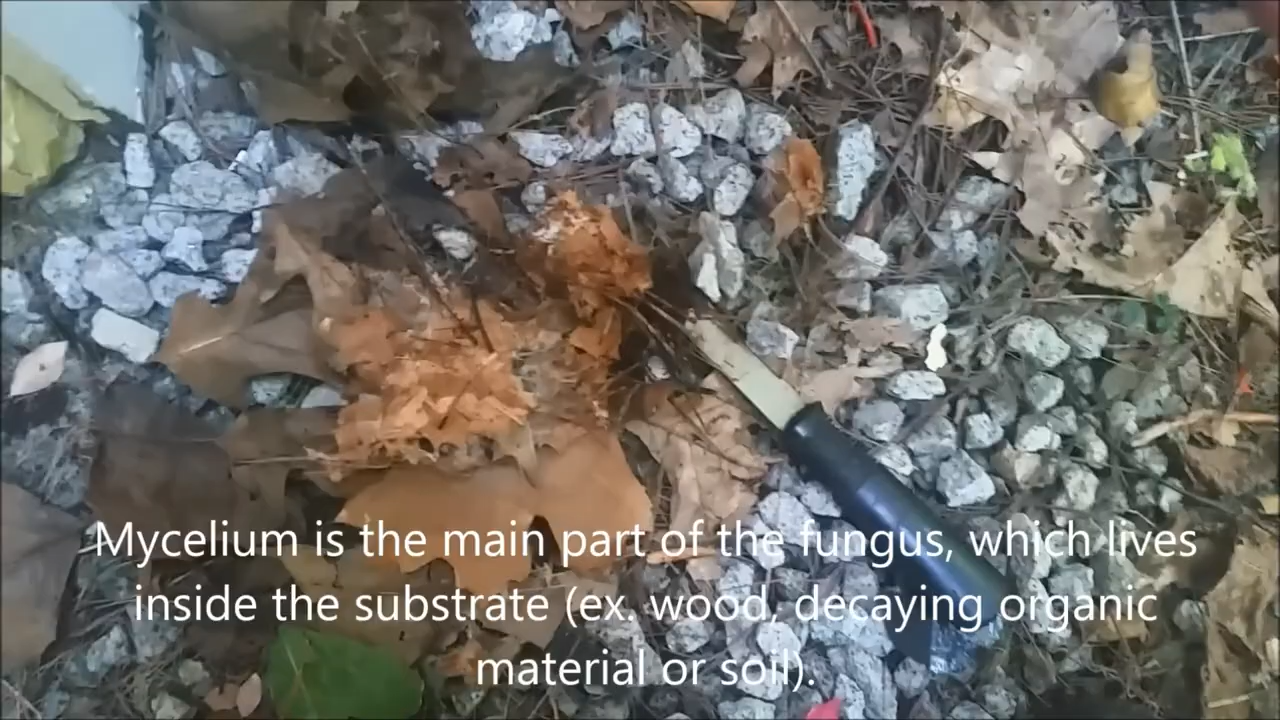 Mycelium is the main part of the fungus, which lives
inside the substrate (ex. wood, decaying organic
material or soil).